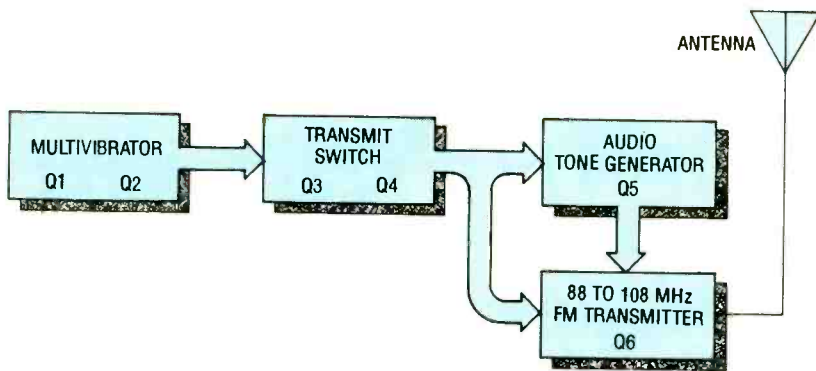 ANTENNA
MULTIVIBRATOR
Q1 Q2
TRANSMIT
SWITCH
Q3 Q4
AUDIO
TONE GENERATOR
Q5
88 TO 108 MHz
FM TRANSMITTER
Q6